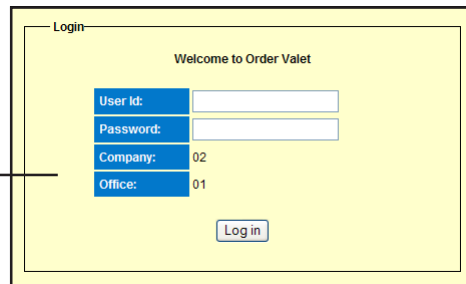 Login
Welcome to Order Valet
User Id:
Password:
Company: 02
Office: 01
Log in